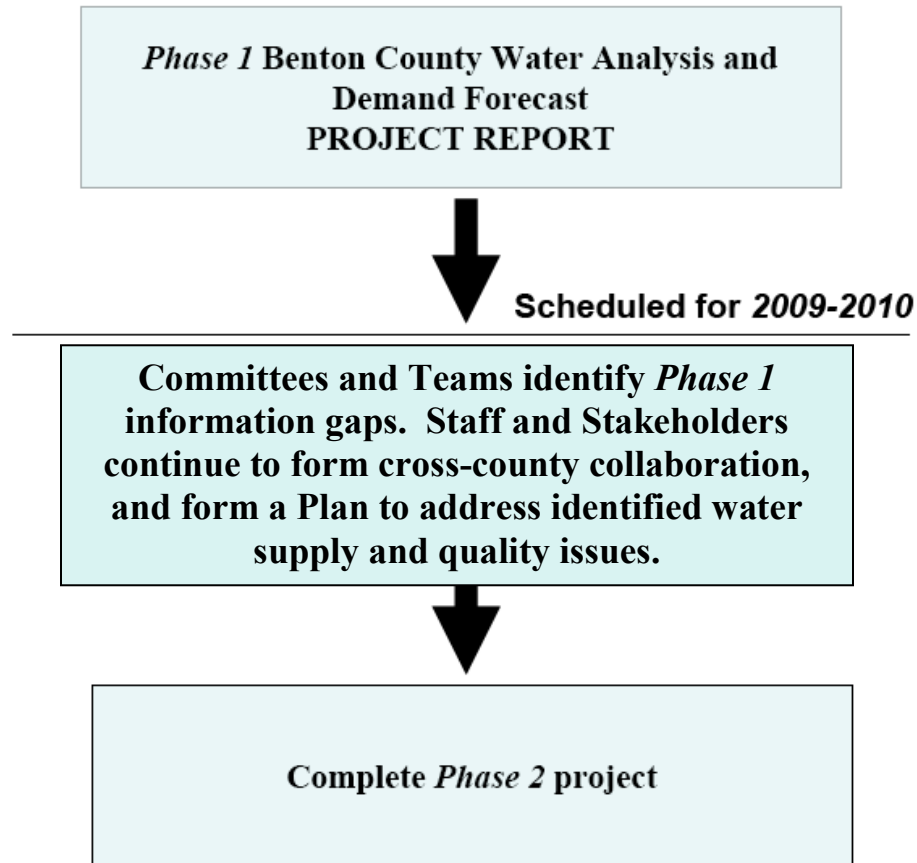 Phase 1 Benton County Water Analysis and
Demand Forecast
PROJECT REPORT
Scheduled for 2009-2010
Committees and Teams identify Phase 1
information gaps.  Staff and Stakeholders
continue to form cross-county collaboration,
and form a Plan to address identified water
supply and quality issues.
Complete Phase 2 project